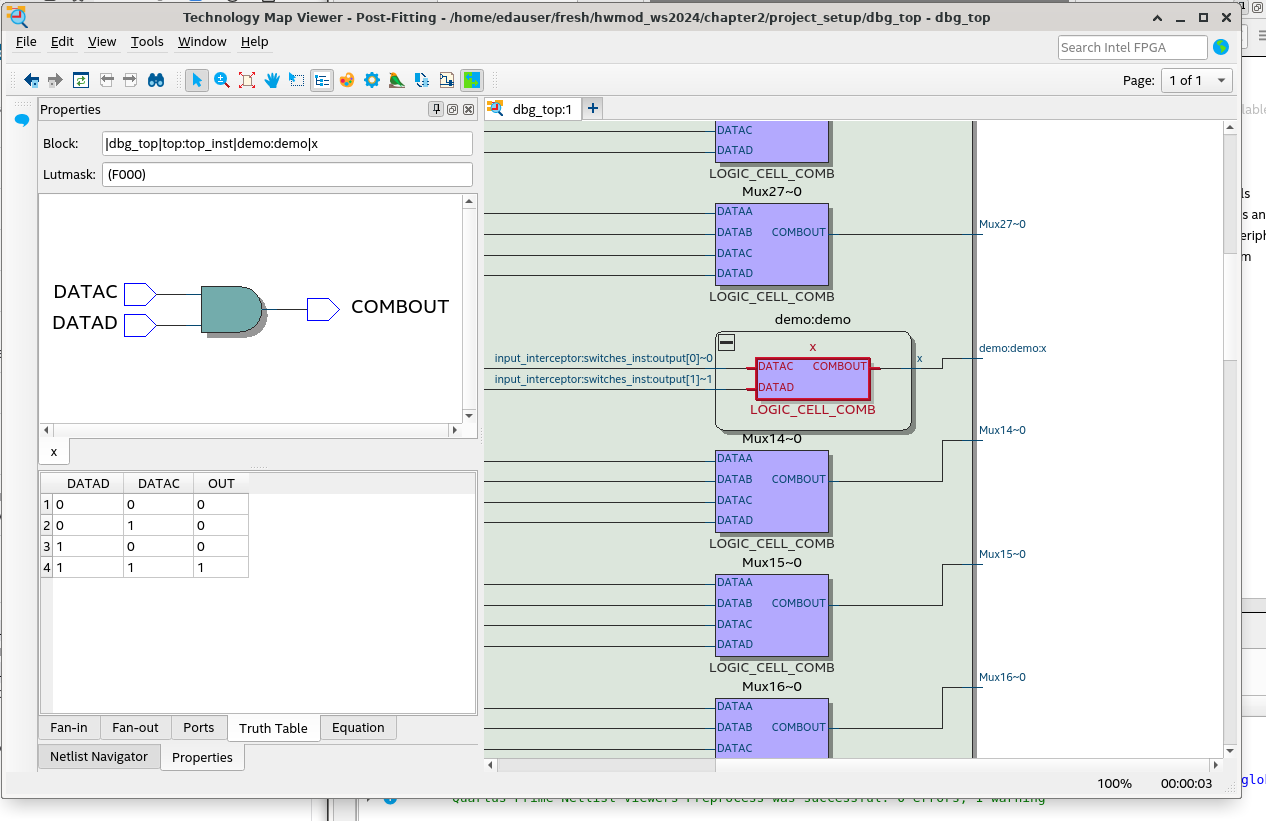 Technology Map Viewer - Post-Fitting - /home/edauser/fresh/hwmod_ws2024/chapter2/project_setup/dbg_top - dbg_top
File Edit View Tools Window Help
Search Intel FPGA
Page: 1 of 1
Properties
Block: |dbg_top|top:top_inst|demo:demo|x
Lutmask: (F000)
DATAC
DATAD
COMBOUT
x
DATAD DATAC OUT
1 0 0 0
2 0 1 0
3 1 0 0
4 1 1 1
Fan-in Fan-out Ports Truth Table Equation
Netlist Navigator Properties
dbg_top:1
DATAC
DATAD
LOGIC_CELL_COMB
Mux27~0
DATAA
DATAB COMBOUT
DATAC
DATAD
LOGIC_CELL_COMB
Mux27~0
demo:demo
x
input_interceptor:switches_inst:output[0]~0
input_interceptor:switches_inst:output[1]~1
DATAC COMBOUT
DATAD
LOGIC_CELL_COMB
x
demo:demo:x
Mux14~0
DATAA
DATAB COMBOUT
DATAC
DATAD
LOGIC_CELL_COMB
Mux14~0
Mux15~0
DATAA
DATAB COMBOUT
DATAC
DATAD
LOGIC_CELL_COMB
Mux15~0
Mux16~0
DATAA
DATAB COMBOUT
DATAC
Mux16~0
100% 00:00:03
Quartus Prime Netlist Viewers Preprocess was successful. 0 errors, 1 warning